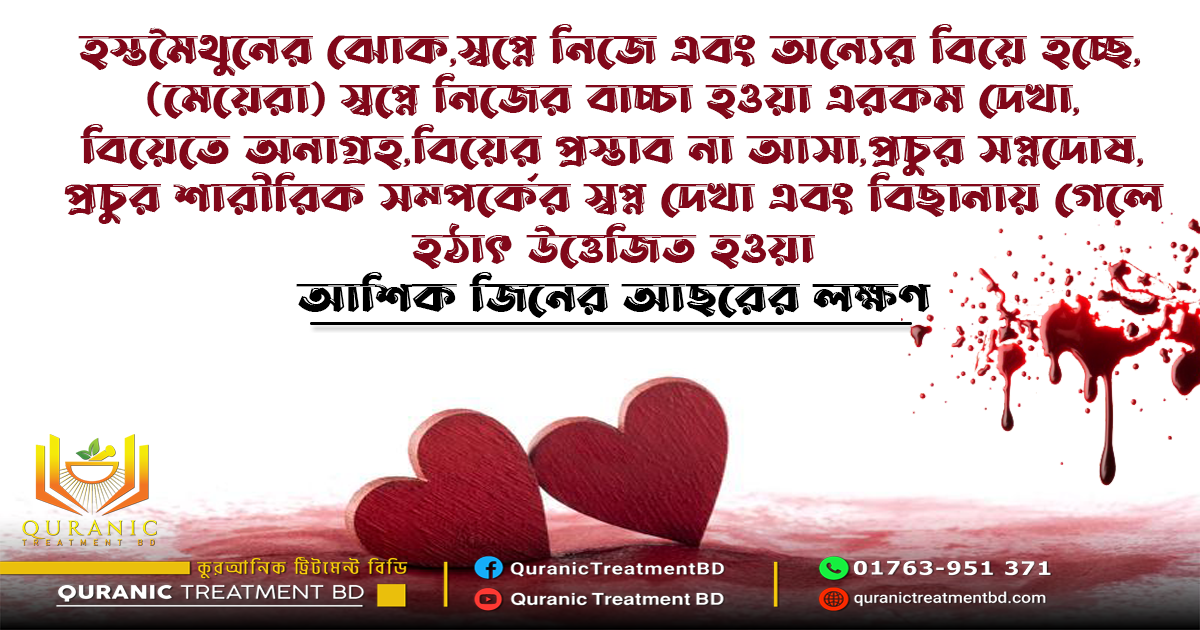 হস্তমৈথুনের ঝোক,স্বপ্নে নিজে এবং অন্যের বিয়ে হচ্ছে,
(মেয়েরা) স্বপ্নে নিজের বাচ্চা হওয়া এরকম দেখা,
বিয়েতে অনাগ্রহ,বিয়ের প্রস্তাব না আসা,প্রচুর সপ্নদোষ,
প্রচুর শারীরিক সম্পর্কের স্বপ্ন দেখা এবং বিছানায় গেলে
হঠাৎ উত্তেজিত হওয়া
আশিক জিনের আছরের লক্ষণ
QURANIC
TREATMENT BD
কুরআনিক ট্রিটমেন্ট বিডি
QURANIC TREATMENT BD
QuranicTreatmentBD
Quranic Treatment BD
01763-951 371
quranictreatmentbd.com